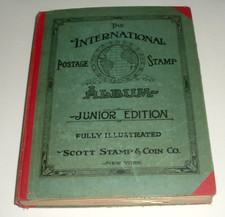 The
International
Postage Stamp
Album
Junior Edition
Fully Illustrated
Scott Stamp & Coin Co.
New York